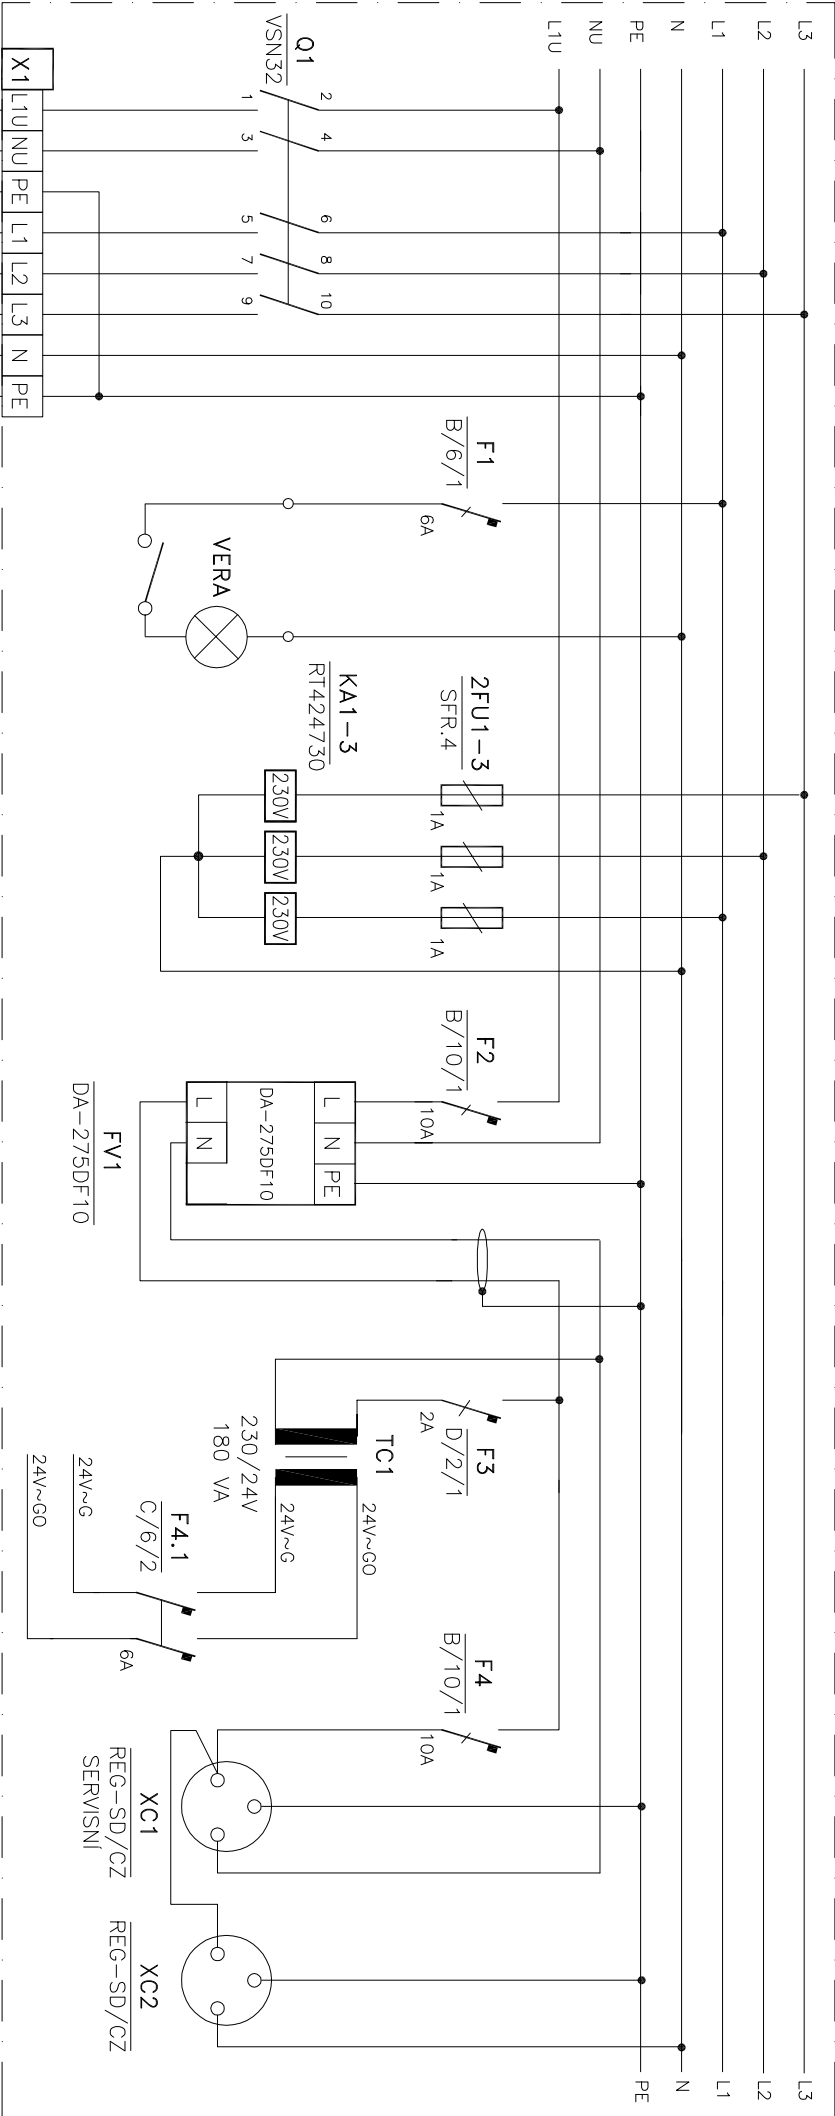 L3
L2
L1
N
PE
NU
L1U
Q1
VSN32
2
4
6
8
10
1
3
5
7
9
X1
L1U
NU
PE
L1
L2
L3
N
PE
F1
B/6/1
6A
VERA
2FU1-3
SFR.4
1A
1A
1A
KA1-3
RT424730
230V
230V
230V
F2
B/10/1
10A
L
N
PE
DA-275DF10
L
N
FV1
DA-275DF10
F3
D/2/1
2A
TC1
230/24V
180 VA
24V~GO
24V~G
F4.1
C/6/2
6A
24V~G
24V~GO
F4
B/10/1
10A
XC1
REG-SD/CZ
SERVISNÍ
XC2
REG-SD/CZ
L3
L2
L1
N
PE